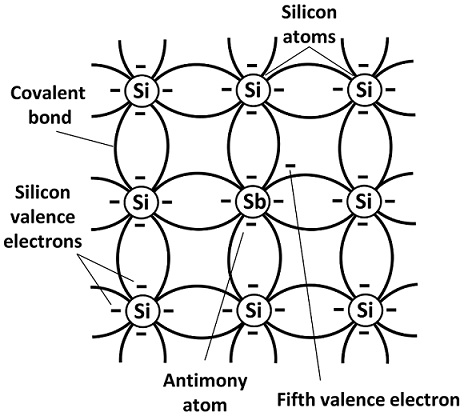 Silicon
atoms
Covalent
bond
Si
Si
Si
Silicon
valence
electrons
Si
Sb
Si
Si
Si
Si
Antimony
atom
Fifth valence electron